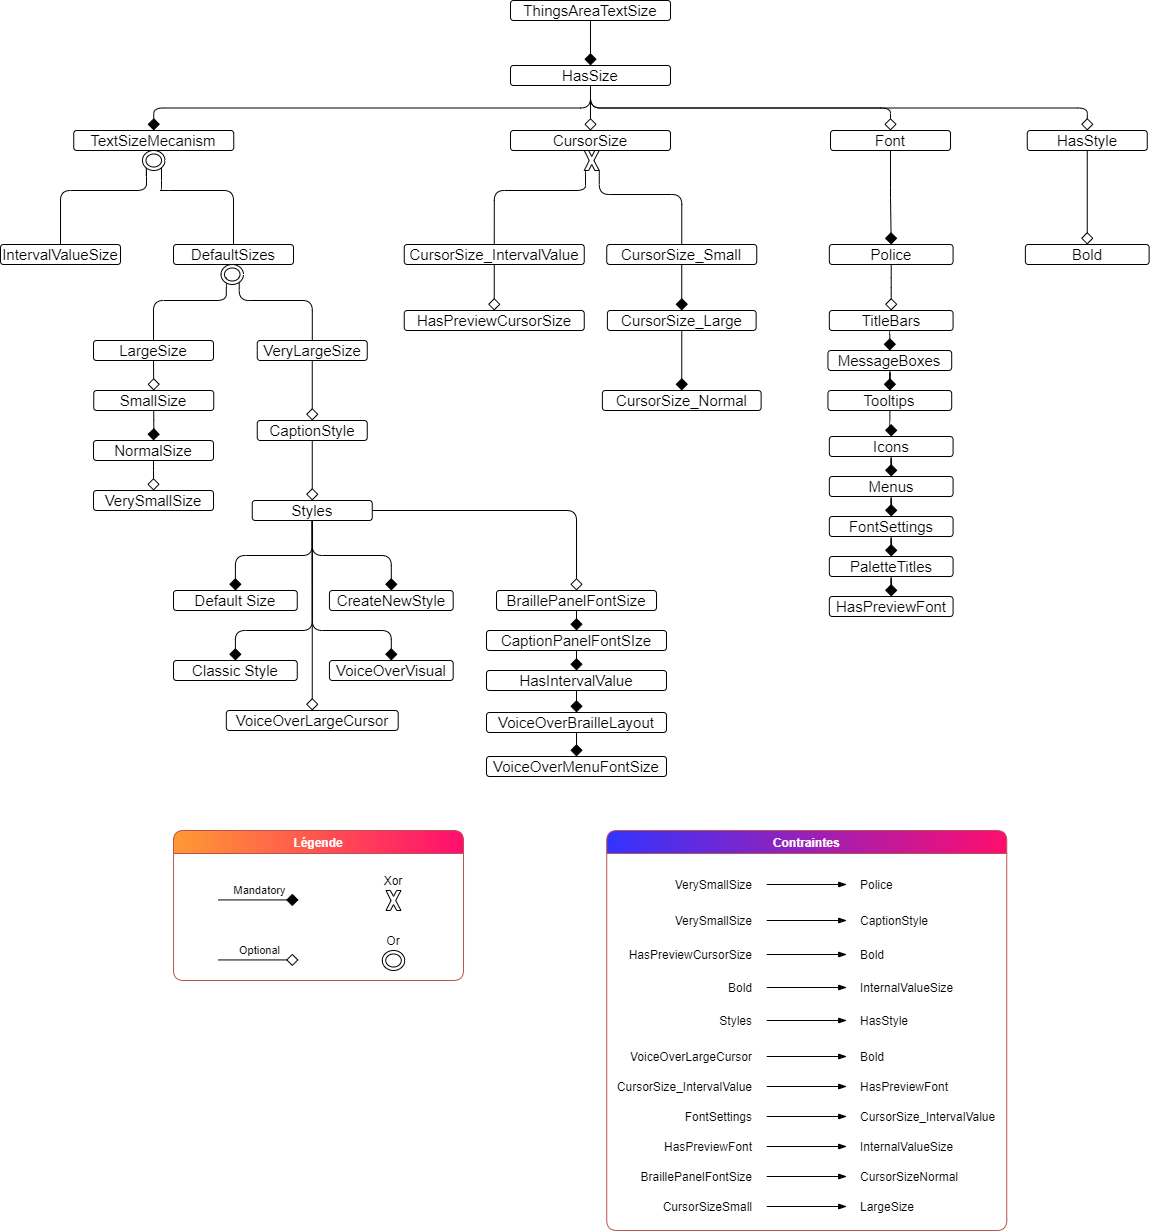 ThingsAreaTextSize
HasSize
TextSizeMecanism
CursorSize
Font
HasStyle
IntervalValueSize
DefaultSizes
CursorSize_IntervalValue
CursorSize_Small
Police
Bold
HasPreviewCursorSize
CursorSize_Large
TitleBars
LargeSize
VeryLargeSize
MessageBoxes
SmallSize
CursorSize_Normal
Tooltips
CaptionStyle
NormalSize
Icons
VerySmallSize
Menus
Styles
FontSettings
PaletteTitles
Default Size
CreateNewStyle
BraillePanelFontSize
HasPreviewFont
CaptionPanelFontSIze
Classic Style
VoiceOverVisual
HasIntervalValue
VoiceOverLargeCursor
VoiceOverBrailleLayout
VoiceOverMenuFontSize
Légende
Mandatory
Xor
Optional
Or
Contraintes
VerySmallSize Police
VerySmallSize CaptionStyle
HasPreviewCursorSize Bold
Bold InternalValueSize
Styles HasStyle
VoiceOverLargeCursor Bold
CursorSize_IntervalValue HasPreviewFont
FontSettings CursorSize_IntervalValue
HasPreviewFont InternalValueSize
BraillePanelFontSize CursorSizeNormal
CursorSizeSmall LargeSize